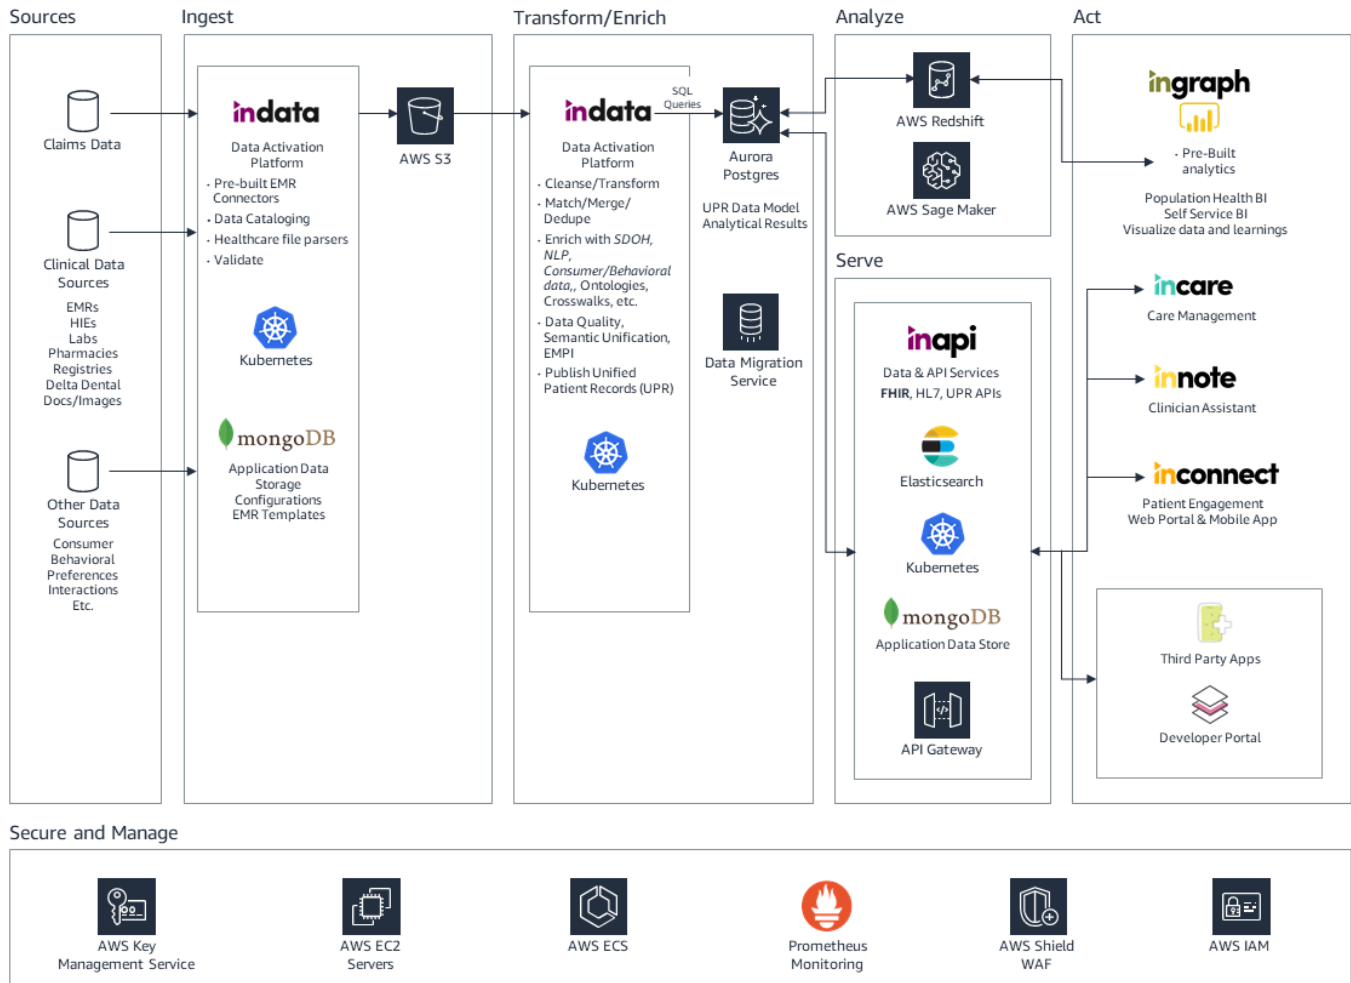 Sources
Ingest
Transform/Enrich
Analyze
Act
Claims Data
Clinical Data
Sources
EMRs
HIEs
Labs
Pharmacies
Registries
Delta Dental
Docs/Images
Other Data
Sources
Consumer
Behavioral
Preferences
Interactions
Etc.
indata
Data Activation
Platform
· Pre-built EMR
Connectors
· Data Cataloging
· Healthcare file parsers
· Validate
Kubernetes
mongoDB
Application Data
Storage
Configurations
EMR Templates
AWS S3
indata
Data Activation
Platform
· Cleanse/Transform
· Match/Merge/
Dedupe
· Enrich with SDOH,
NLP,
Consumer/Behavioral
data,, Ontologies,
Crosswalks, etc.
· Data Quality,
Semantic Unification,
EMPI
· Publish Unified
Patient Records (UPR)
Kubernetes
SQL
Queries
Aurora
Postgres
UPR Data Model
Analytical Results
Data Migration
Service
AWS Redshift
AWS Sage Maker
Serve
inapi
Data & API Services
FHIR, HL7, UPR APIs
Elasticsearch
Kubernetes
mongoDB
Application Data Store
API Gateway
ingraph
· Pre-Built
analytics
Population Health BI
Self Service BI
Visualize data and learnings
incare
Care Management
innote
Clinician Assistant
inconnect
Patient Engagement
Web Portal & Mobile App
Third Party Apps
Developer Portal
Secure and Manage
AWS Key
Management Service
AWS EC2
Servers
AWS ECS
Prometheus
Monitoring
AWS Shield
WAF
AWS IAM